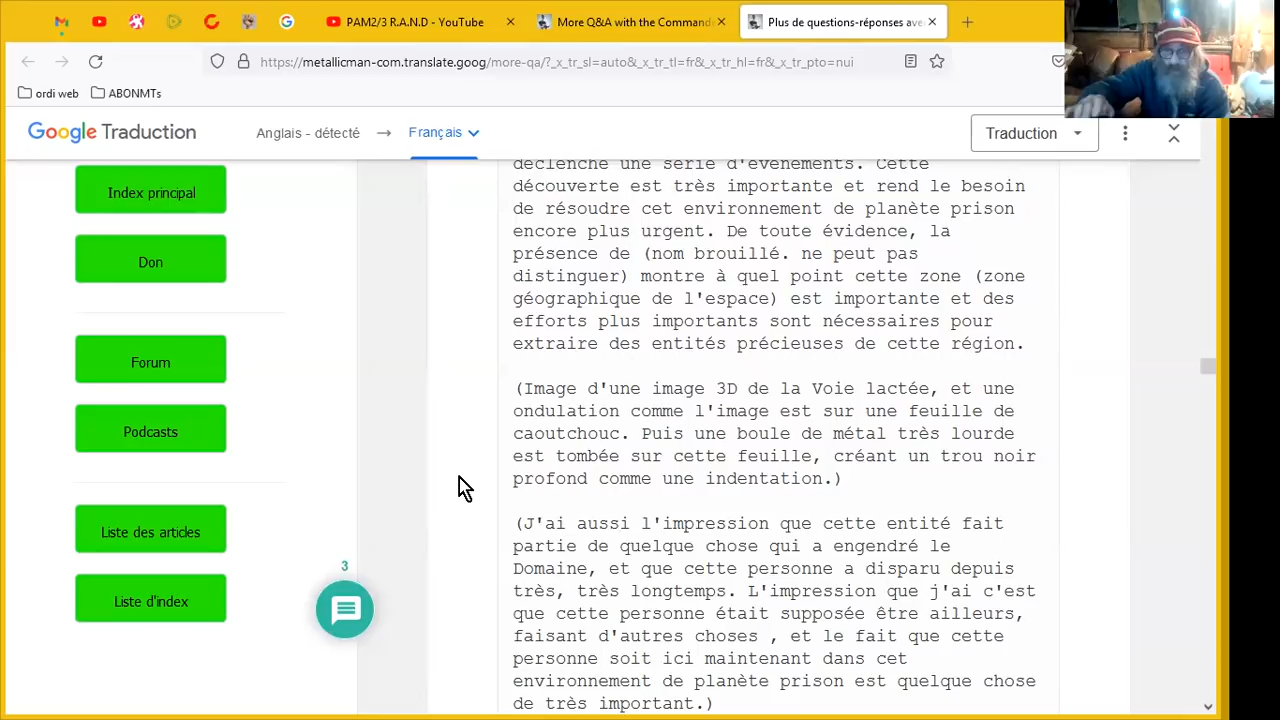 PAM2/3 R.A.N.D - YouTube
More Q&A with the Command
Plus de questions-réponses ave
https://metallicman-com.translate.goog/more-qa/?_x_tr_sl=auto&_x_tr_tl=fr&_x_tr_hl=fr&_x_tr_pto=nui
ordi web
ABONMTs
Google Traduction
Anglais - détecté
Français
Traduction
Index principal
Don
Forum
Podcasts
Liste des articles
Liste d'index
3
déclenche une série d'événements. Cette
découverte est très importante et rend le besoin
de résoudre cet environnement de planète prison
encore plus urgent. De toute évidence, la
présence de (nom brouillé. ne peut pas
distinguer) montre à quel point cette zone (zone
géographique de l'espace) est importante et des
efforts plus importants sont nécessaires pour
extraire des entités précieuses de cette région.
(Image d'une image 3D de la Voie lactée, et une
ondulation comme l'image est sur une feuille de
caoutchouc. Puis une boule de métal très lourde
est tombée sur cette feuille, créant un trou noir
profond comme une indentation.)
(J'ai aussi l'impression que cette entité fait
partie de quelque chose qui a engendré le
Domaine, et que cette personne a disparu depuis
très, très longtemps. L'impression que j'ai c'est
que cette personne était supposée être ailleurs,
faisant d'autres choses , et le fait que cette
personne soit ici maintenant dans cet
environnement de planète prison est quelque chose
de très important.)